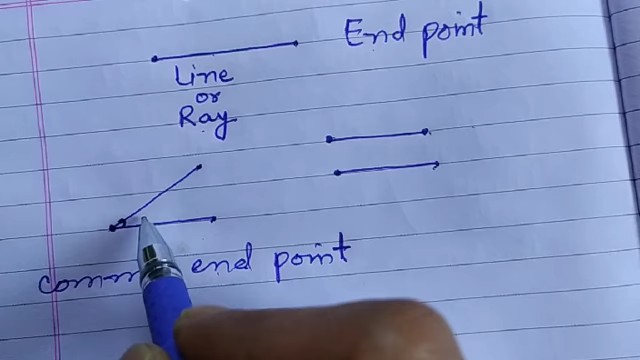 End point
Line
or
Ray
end point